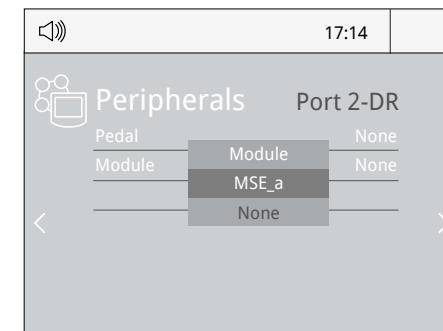 17:14
Peripherals Port 2-DR
Pedal None
Module None
Module
MSE_a
None